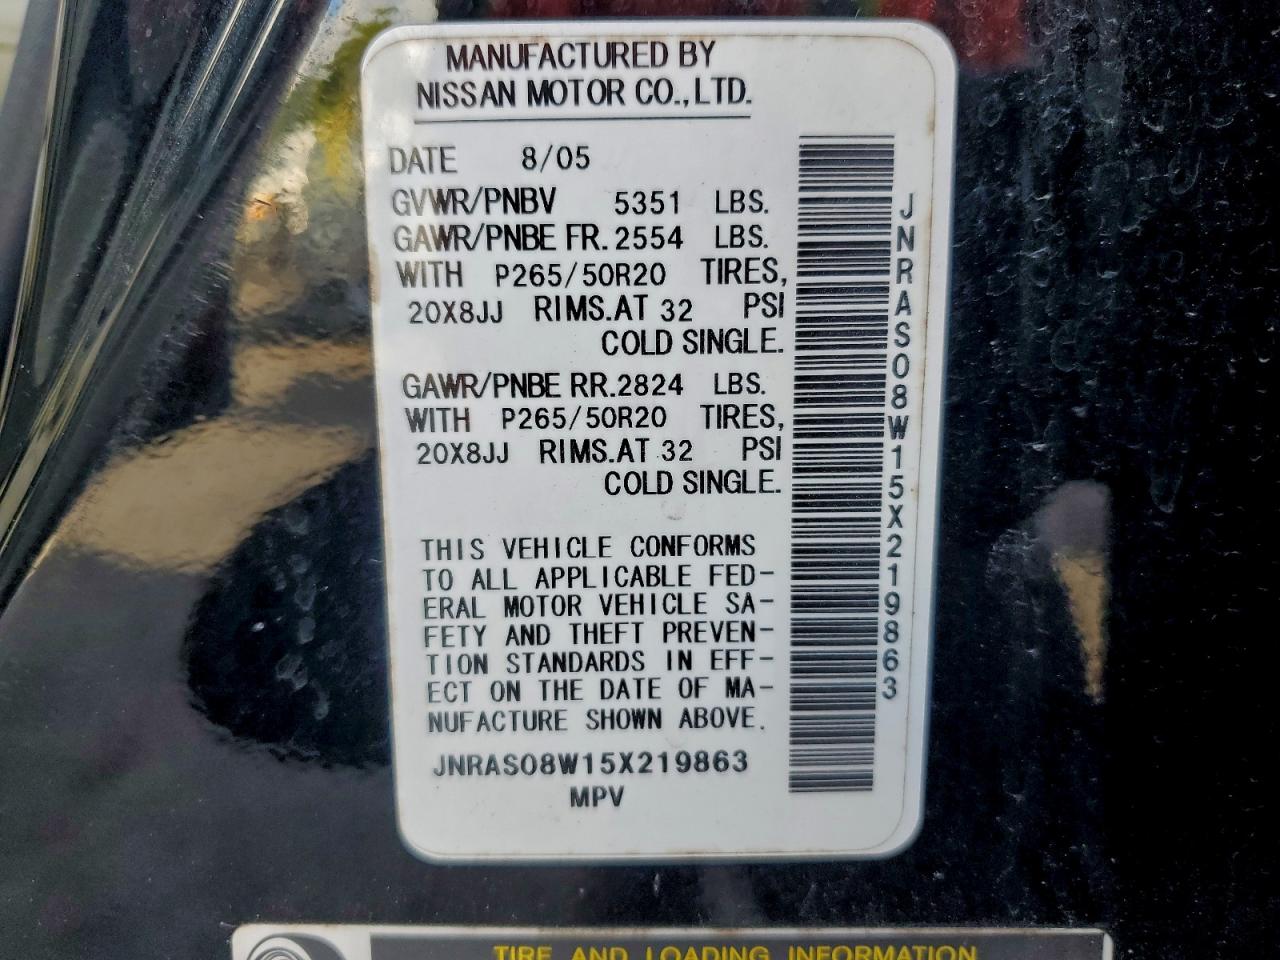 MANUFACTURED BY
NISSAN MOTOR CO.,LTD.
DATE 8/05
GVWR/PNBV 5351 LBS.
GAWR/PNBE FR. 2554 LBS.
WITH P265/50R20 TIRES,
20X8JJ RIMS.AT 32 PSI
COLD SINGLE.
GAWR/PNBE RR. 2824 LBS.
WITH P265/50R20 TIRES,
20X8JJ RIMS.AT 32 PSI
COLD SINGLE.
THIS VEHICLE CONFORMS
TO ALL APPLICABLE FED-
ERAL MOTOR VEHICLE SA-
FETY AND THEFT PREVEN-
TION STANDARDS IN EFF-
ECT ON THE DATE OF MA-
NUFACTURE SHOWN ABOVE.
JNRAS08W15X219863
MPV
JNRAS08W15X219863
TIRE AND LOADING INFORMATION